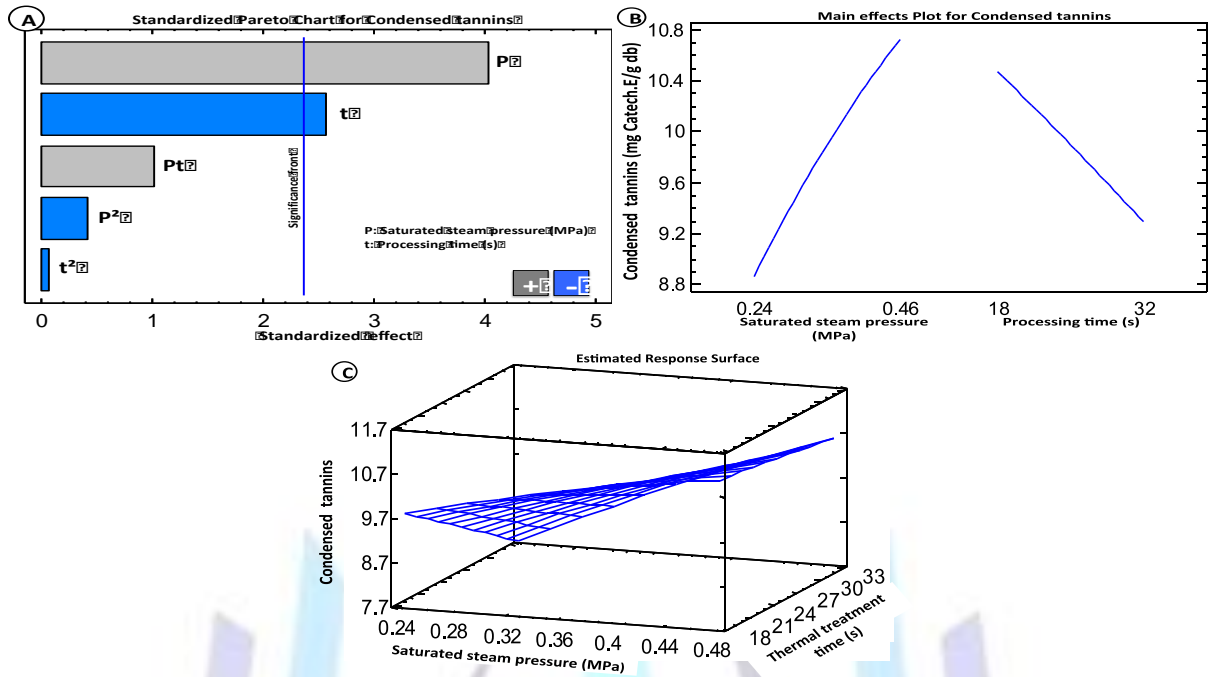 A
Standardized Pareto Chart for Condensed tannins
P
t
Pt
P²
t²
Significance front
P: Saturated steam pressure (MPa)
t: Processing time (s)
+ -
0 1 2 3 4 5
Standardized effect
B
Main effects Plot for Condensed tannins
Condensed tannins (mg Catech.E/g db)
10.8
10.4
10
9.6
9.2
8.8
0.24 0.46 18 32
Saturated steam pressure
(MPa)
Processing time (s)
C
Estimated Response Surface
Condensed tannins
11.7
10.7
9.7
8.7
7.7
0.24 0.28 0.32 0.36 0.4 0.44 0.48
Saturated steam pressure (MPa)
18 21 24 27 30 33
Thermal treatment
time (s)